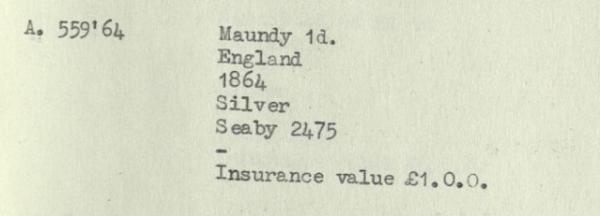 A. 559'64 Maundy 1d.
England
1864
Silver
Seaby 2475
-
Insurance value £1.0.0.